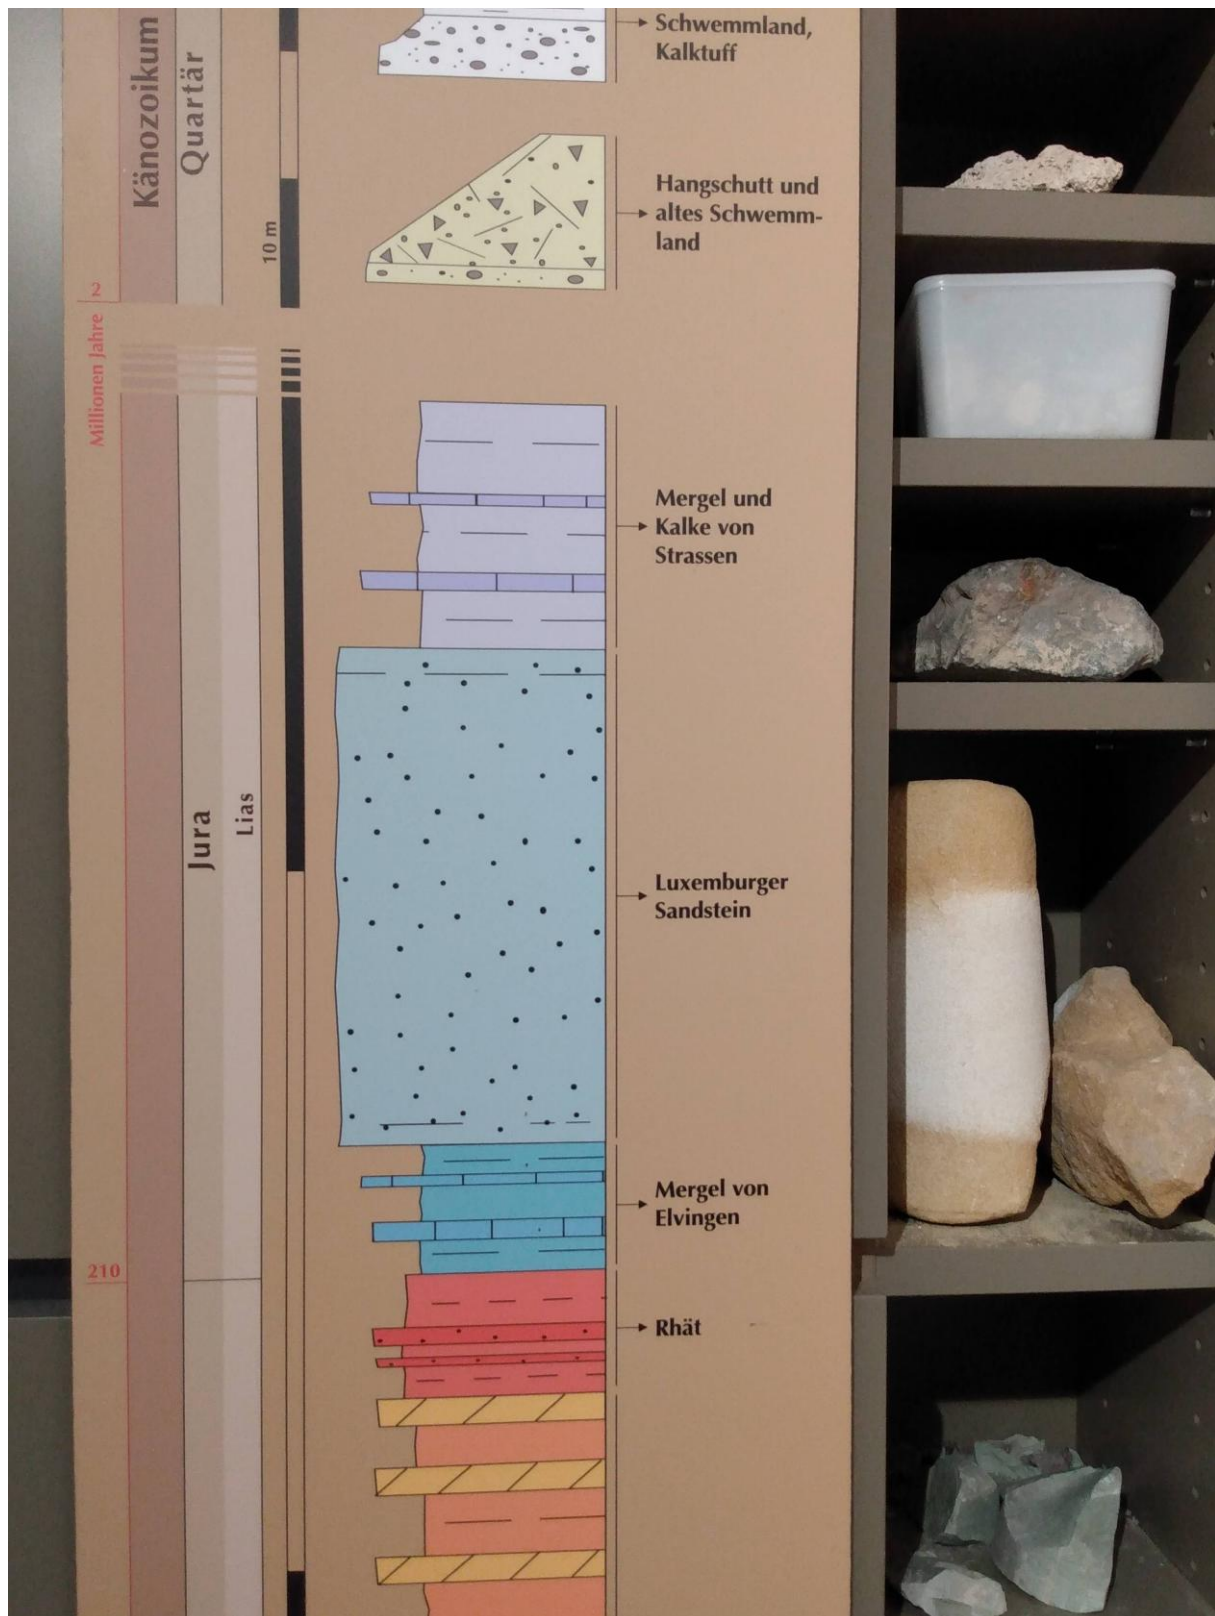 Känozoikum
Quartär
Schwemmland,
Kalktuff
10 m
Hangschutt und
altes Schwemm-
land
2
Millionen Jahre
Mergel und
Kalke von
Strassen
Jura
Lias
Luxemburger
Sandstein
Mergel von
Elvingen
210
Rhät